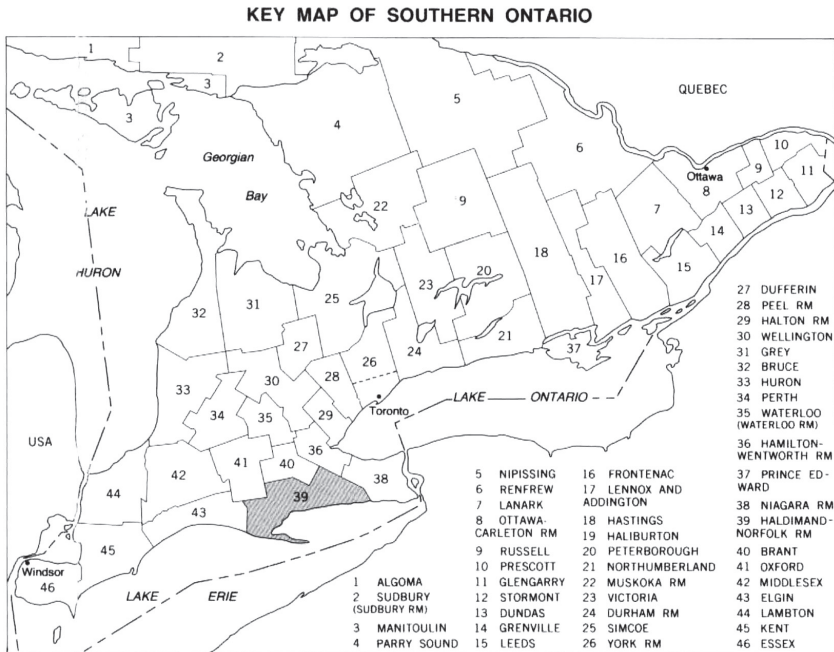 KEY MAP OF SOUTHERN ONTARIO
1
2
3
3
4
5
QUEBEC
6
Georgian
Bay
22
9
Ottawa
8
9
10
11
12
13
14
7
15
LAKE
HURON
18
17
16
23
20
21
37
32
31
25
27
28
26
24
33
30
34
35
29
Toronto
LAKE ONTARIO
USA
36
44
42
41
40
38
39
43
45
Windsor
46
LAKE ERIE
1 ALGOMA
2 SUDBURY
(SUDBURY RM)
3 MANITOULIN
4 PARRY SOUND
5 NIPISSING
6 RENFREW
7 LANARK
8 OTTAWA-
CARLETON RM
9 RUSSELL
10 PRESCOTT
11 GLENGARRY
12 STORMONT
13 DUNDAS
14 GRENVILLE
15 LEEDS
16 FRONTENAC
17 LENNOX AND
ADDINGTON
18 HASTINGS
19 HALIBURTON
20 PETERBOROUGH
21 NORTHUMBERLAND
22 MUSKOKA RM
23 VICTORIA
24 DURHAM RM
25 SIMCOE
26 YORK RM
27 DUFFERIN
28 PEEL RM
29 HALTON RM
30 WELLINGTON
31 GREY
32 BRUCE
33 HURON
34 PERTH
35 WATERLOO
(WATERLOO RM)
36 HAMILTON-
WENTWORTH RM
37 PRINCE ED-
WARD
38 NIAGARA RM
39 HALDIMAND-
NORFOLK RM
40 BRANT
41 OXFORD
42 MIDDLESEX
43 ELGIN
44 LAMBTON
45 KENT
46 ESSEX